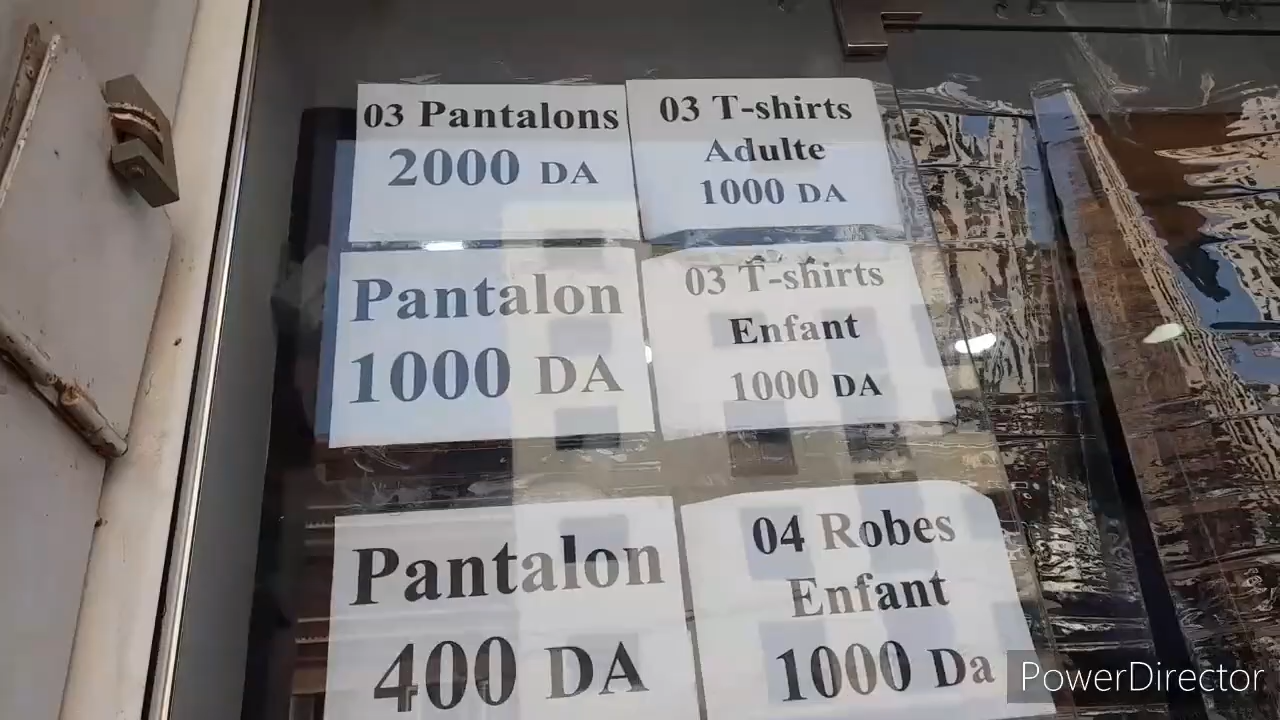 03 Pantalons
2000 DA
03 T-shirts
Adulte
1000 DA
Pantalon
1000 DA
03 T-shirts
Enfant
1000 DA
Pantalon
400 DA
04 Robes
Enfant
1000 Da
PowerDirector